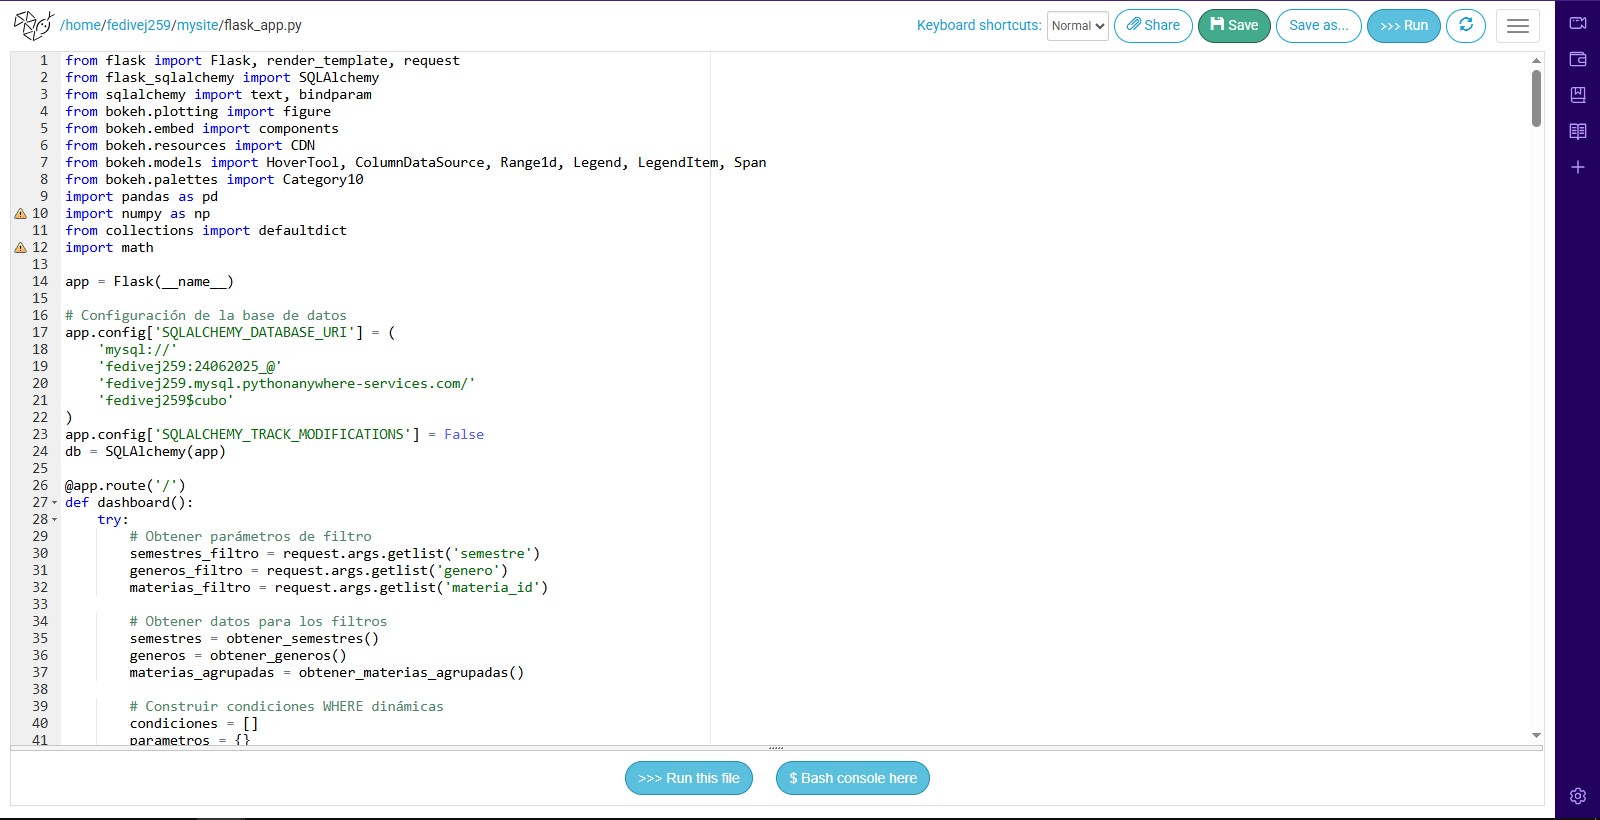 /home/fedivej259/mysite/flask_app.py
Keyboard shortcuts: Normal Share Save Save as... >>> Run
1 from flask import Flask, render_template, request
2 from flask_sqlalchemy import SQLAlchemy
3 from sqlalchemy import text, bindparam
4 from bokeh.plotting import figure
5 from bokeh.embed import components
6 from bokeh.resources import CDN
7 from bokeh.models import HoverTool, ColumnDataSource, Range1d, Legend, LegendItem, Span
8 from bokeh.palettes import Category10
9 import pandas as pd
10 import numpy as np
11 from collections import defaultdict
12 import math
13
14 app = Flask(__name__)
15
16 # Configuración de la base de datos
17 app.config['SQLALCHEMY_DATABASE_URI'] = (
18     'mysql://'
19     'fedivej259:24062025_@'
20     'fedivej259.mysql.pythonanywhere-services.com/'
21     'fedivej259$cubo'
22 )
23 app.config['SQLALCHEMY_TRACK_MODIFICATIONS'] = False
24 db = SQLAlchemy(app)
25
26 @app.route('/')
27 def dashboard():
28     try:
29         # Obtener parámetros de filtro
30         semestres_filtro = request.args.getlist('semestre')
31         generos_filtro = request.args.getlist('genero')
32         materias_filtro = request.args.getlist('materia_id')
33
34         # Obtener datos para los filtros
35         semestres = obtener_semestres()
36         generos = obtener_generos()
37         materias_agrupadas = obtener_materias_agrupadas()
38
39         # Construir condiciones WHERE dinámicas
40         condiciones = []
41         parametros = {}
>>> Run this file $ Bash console here